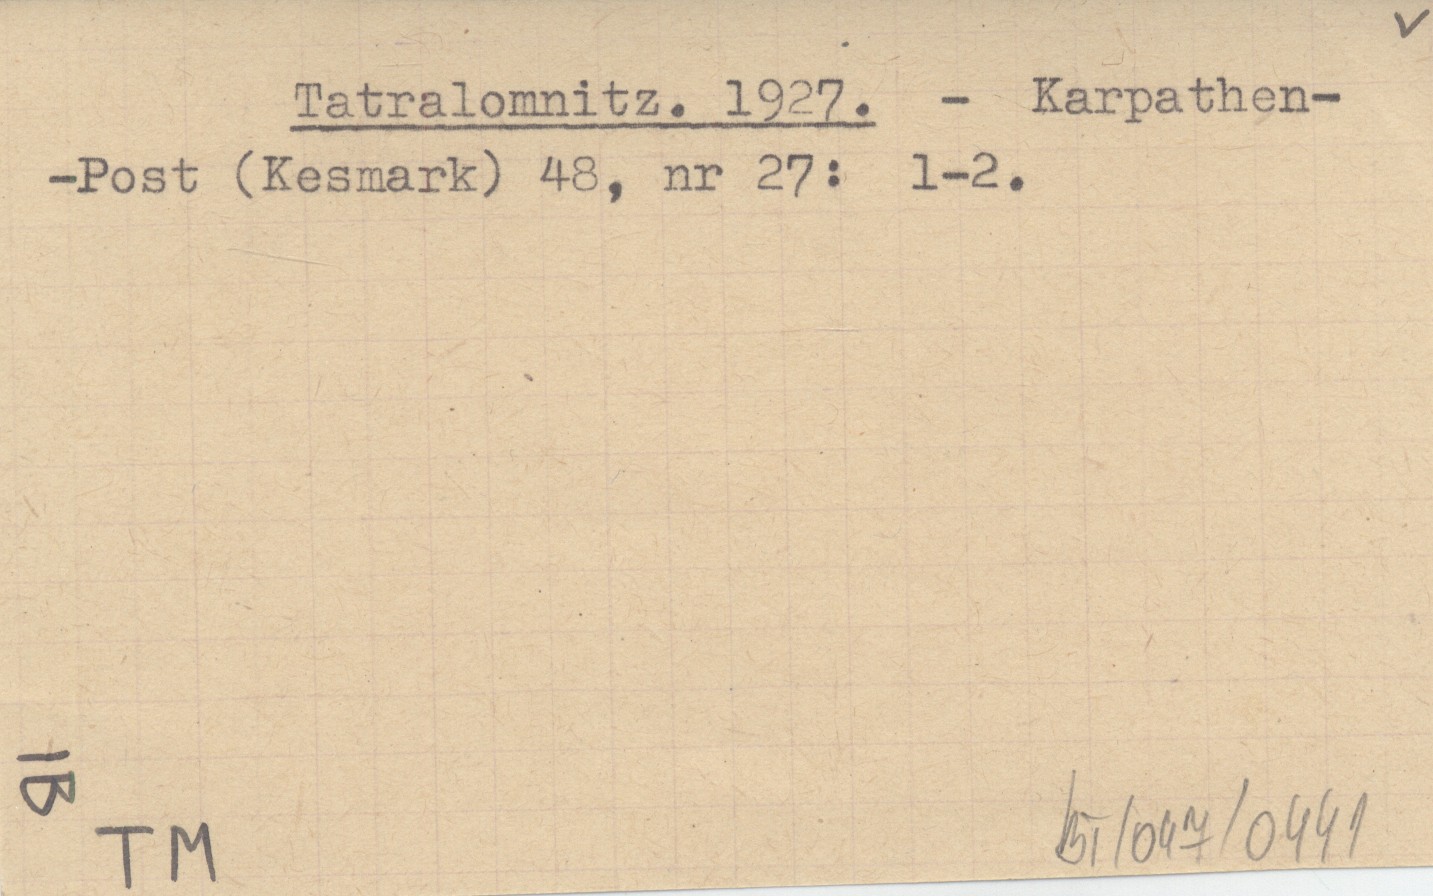 Tatralomnitz. 1927. - Karpathen-
-Post (Kesmark) 48, nr 27: 1-2.
IB
TM
BI/047/0441